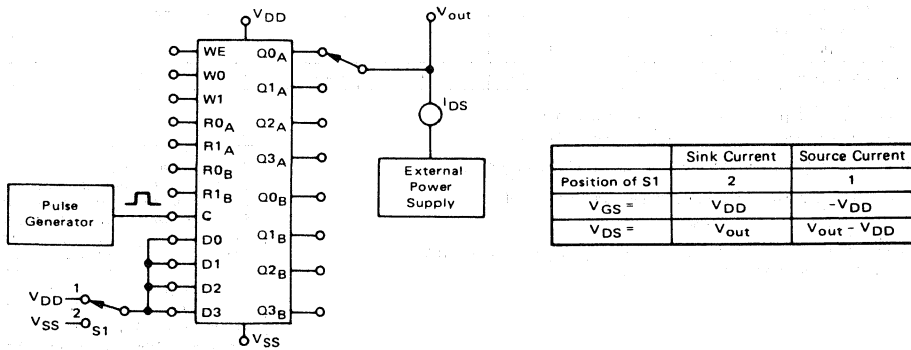 VDD
Vout
WE
W0
W1
R0A
R1A
R0B
R1B
C
D0
D1
D2
D3
Q0A
Q1A
Q2A
Q3A
Q0B
Q1B
Q2B
Q3B
IDS
External
Power
Supply
Pulse
Generator
VDD 1
VSS 2 S1
VSS
Sink Current Source Current
Position of S1 2 1
VGS = VDD -VDD
VDS = Vout Vout - VDD